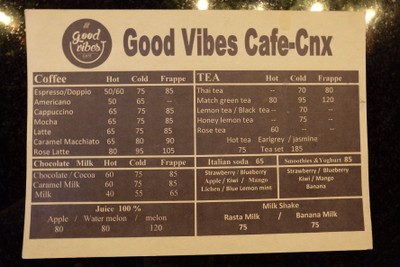 Good vibes
Good Vibes Cafe-Cnx
Coffee Hot Cold Frappe
Espresso/Doppio 50/60 75 85
Americano 50 65 --
Cappuccino 65 75 85
Mocha 65 75 85
Latte 65 75 85
Caramel Macchiato 65 80 90
Rose Latte 80 95 105
TEA Hot Cold Frappe
Thai tea -- 70 80
Match green tea 80 95 120
Lemon tea / Black tea -- 70 --
Honey lemon tea 75 --
Rose tea 60 -- --
Hot tea Earigrey / jasmine
75 Tea set 185
Chocolate Milk Hot Cold Frappe
Chocolate / Cocoa 60 75 85
Caramel Milk 60 75 85
Milk 40 55 65
Italian soda 65
Strawberry / Blueberry
Apple / Kiwi / Mango
Lichen / Blue Lemon mint
Smoothies & Yoghurt 85
Strawberry / Blueberry
Kiwi / Mango
Banana
Juice 100 %
Apple / Water melon / melon
80 80 120
Milk Shake
Rasta Milk / Banana Milk
75 75